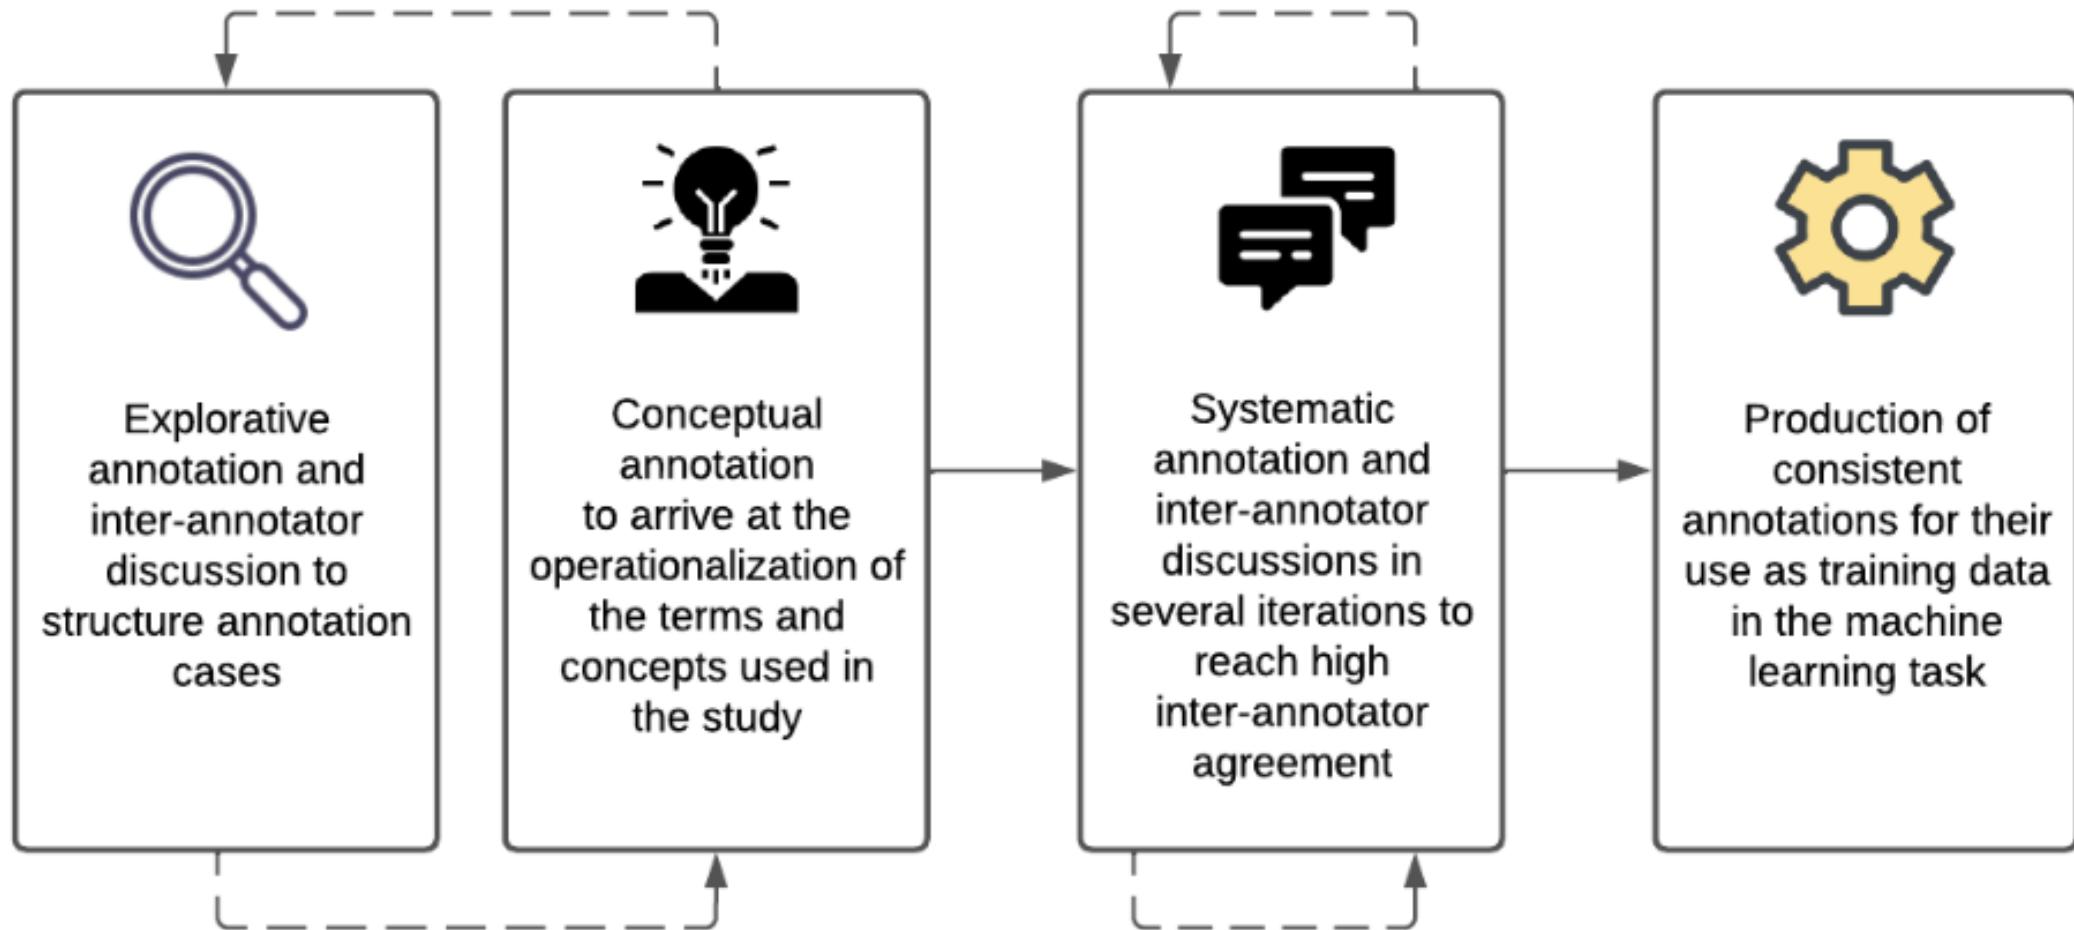 Explorative
annotation and
inter-annotator
discussion to
structure annotation
cases
Conceptual
annotation
to arrive at the
operationalization of
the terms and
concepts used in
the study
Systematic
annotation and
inter-annotator
discussions in
several iterations to
reach high
inter-annotator
agreement
Production of
consistent
annotations for their
use as training data
in the machine
learning task